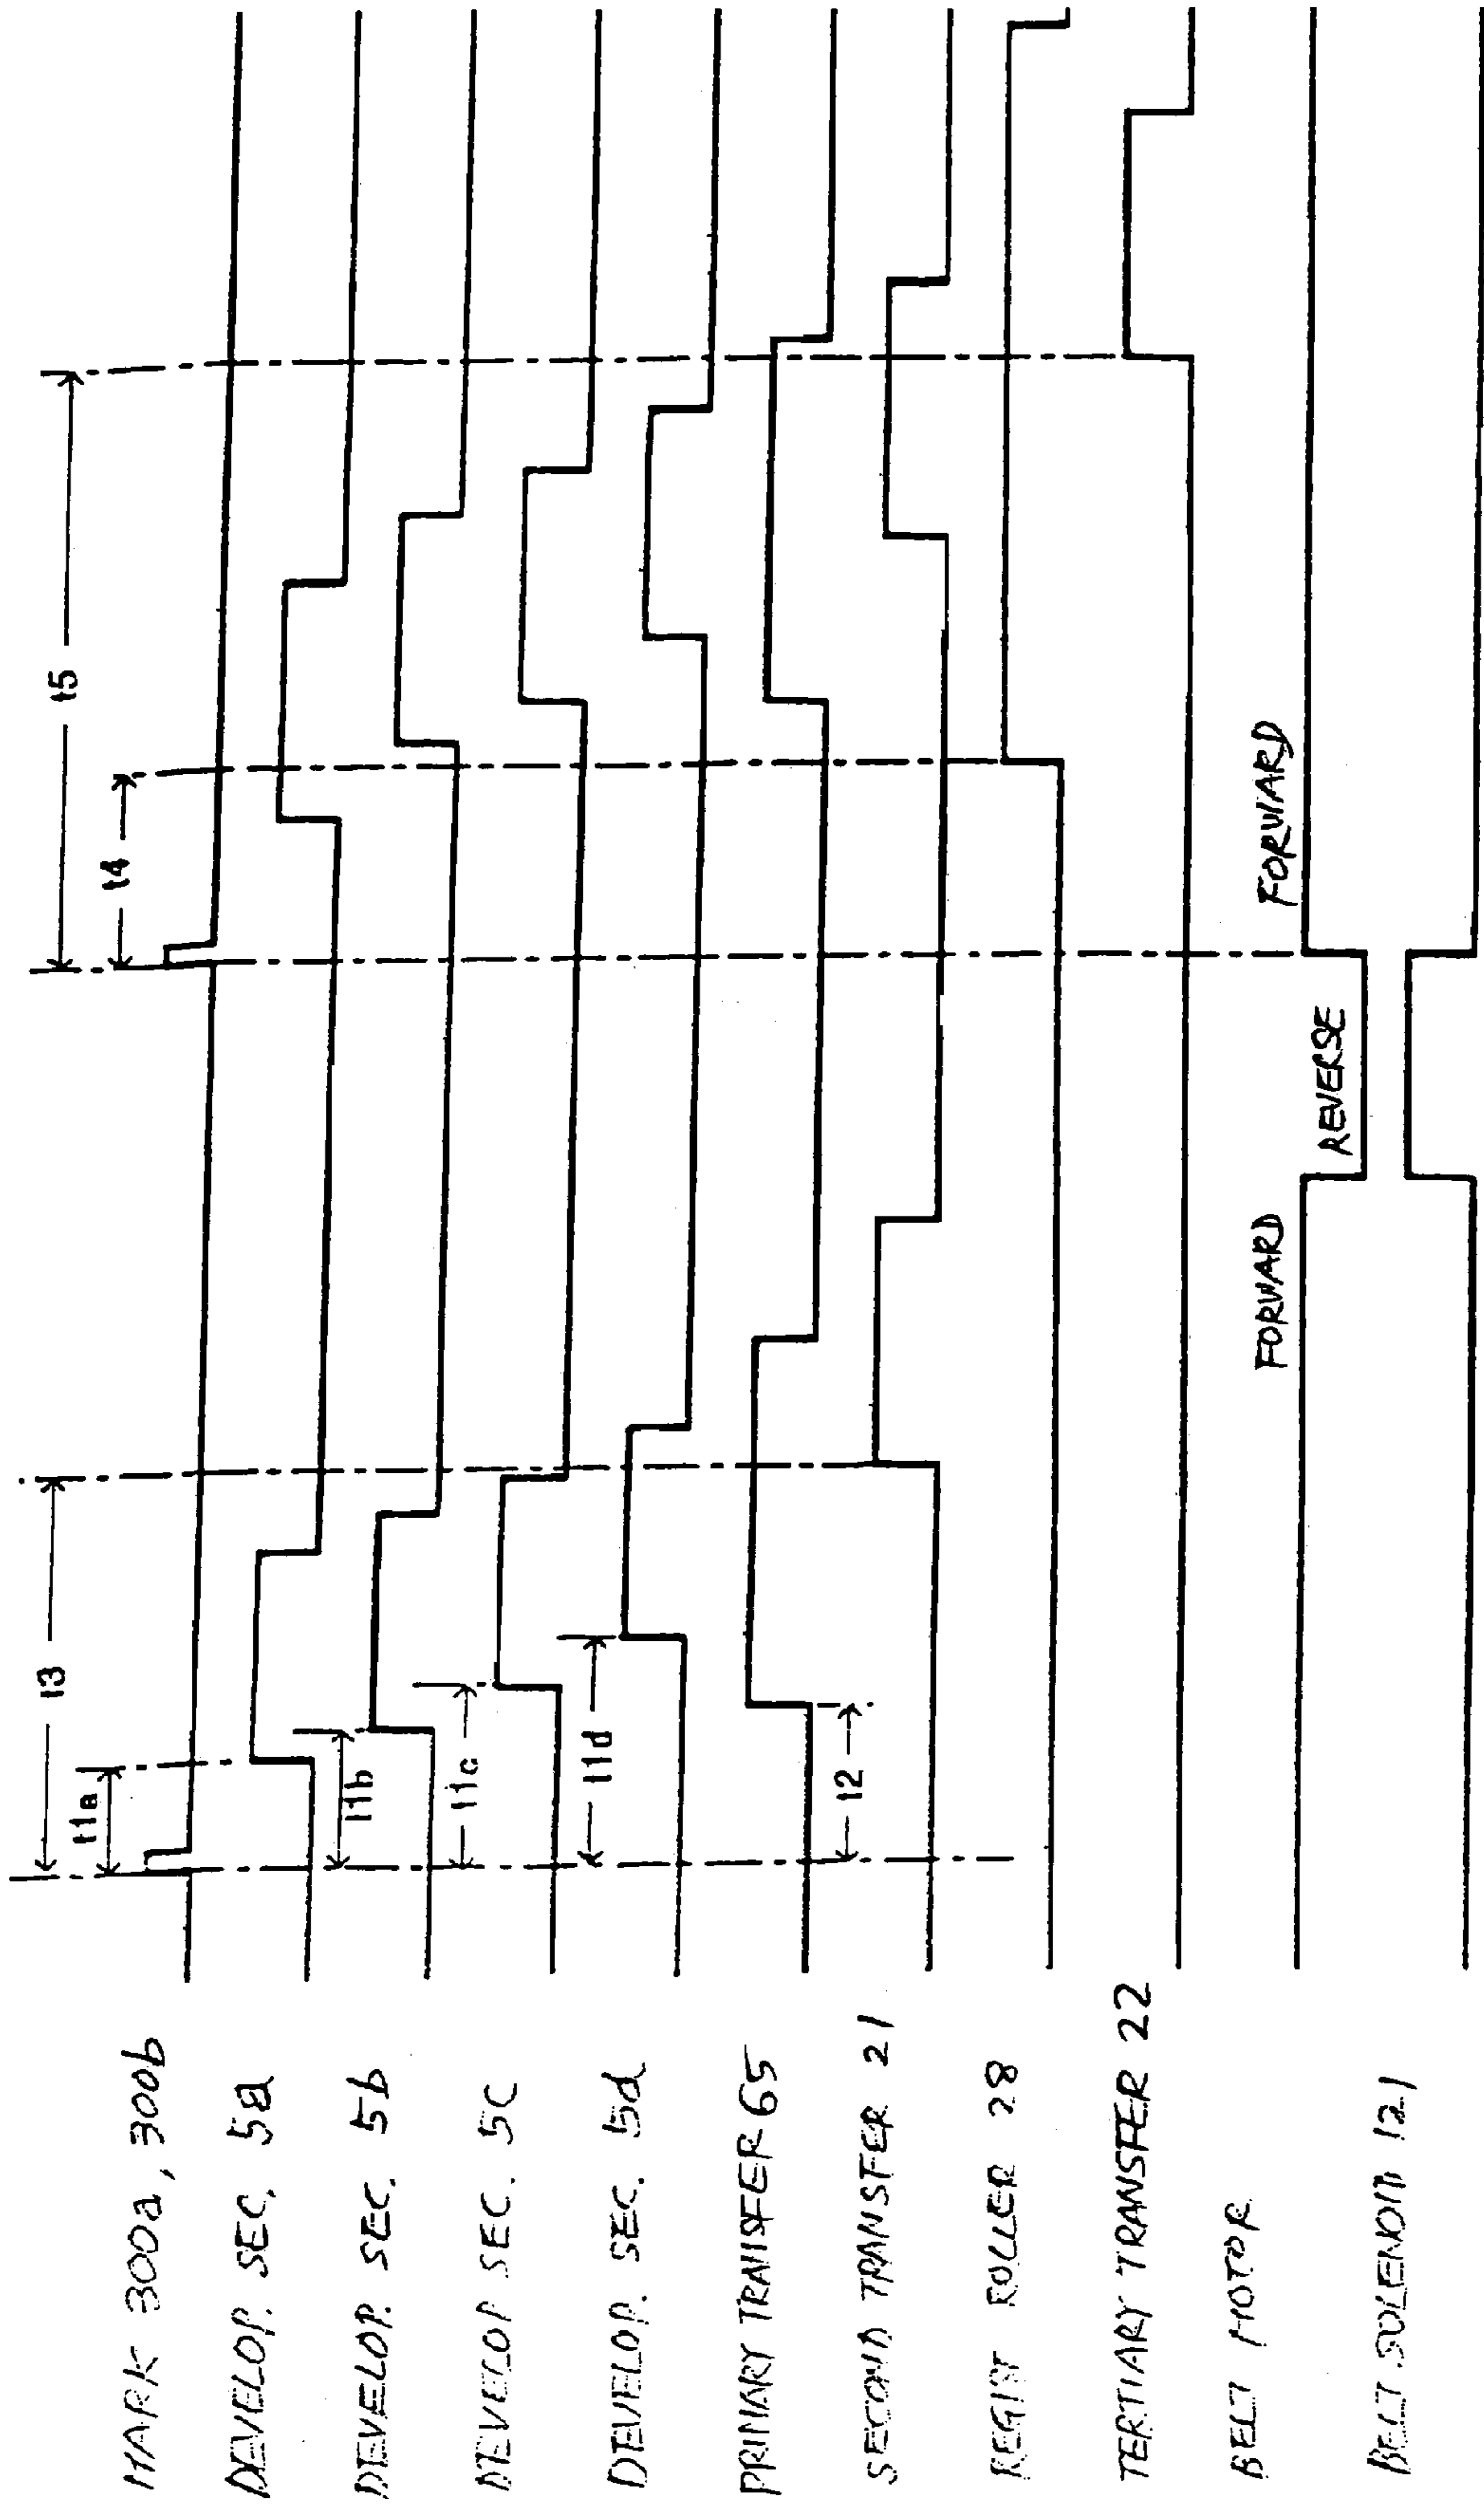 MARK 300a, 300b
DEVELOP. SEC. 5a
DEVELOP. SEC. 5b
DEVELOP SEC. 5c
DEVELOP. SEC. 5d
PRIMARY TRANSFER 65
SECOND TRANSFER 21
REGIST ROLLER 28
TERTIARY TRANSFER 22
BELT MOTOR
BELT SOLENOID 121
13
15
11a
14
11b
11c
11d
12
FORWARD
REVERSE
FORWARD